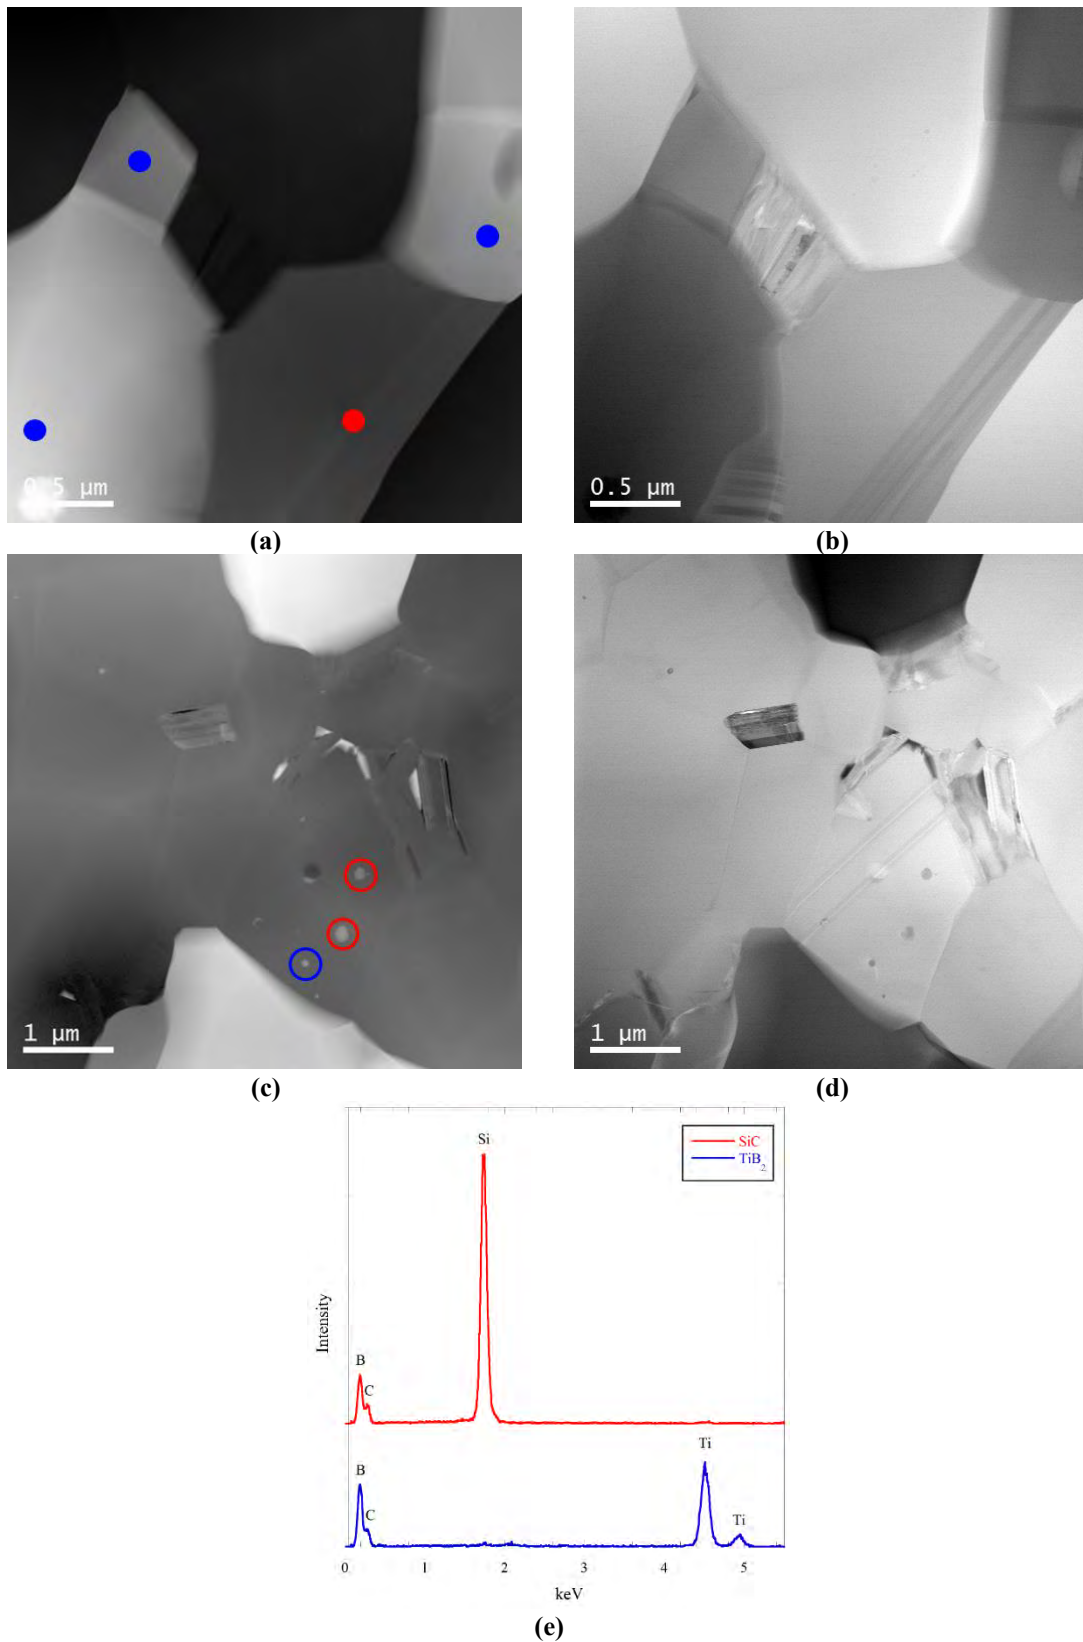 0.5 μm
0.5 μm
(a)
(b)
1 μm
1 μm
(c)
(d)
Si
SiC
TiB2
Intensity
B
C
Ti
B
C
Ti
0 1 2 3 4 5
keV
(e)